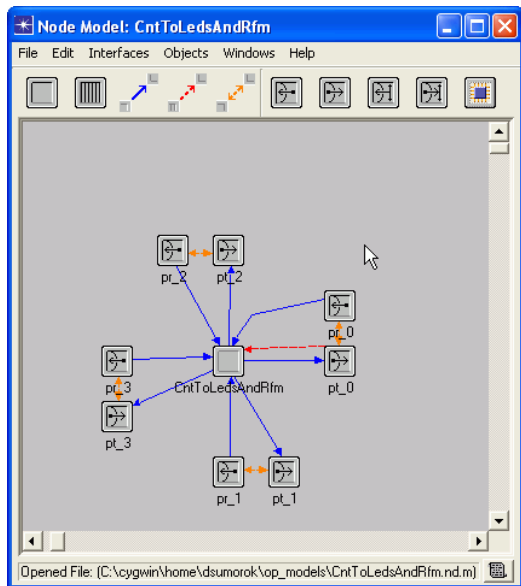 Node Model: CntToLedsAndRfm
File Edit Interfaces Objects Windows Help
pr_2 pt_2
pr_0
pr_3 CntToLedsAndRfm pt_0
pt_3
pr_1 pt_1
Opened File: (C:\cygwin\home\dsumorok\op_models\CntToLedsAndRfm.nd.m)